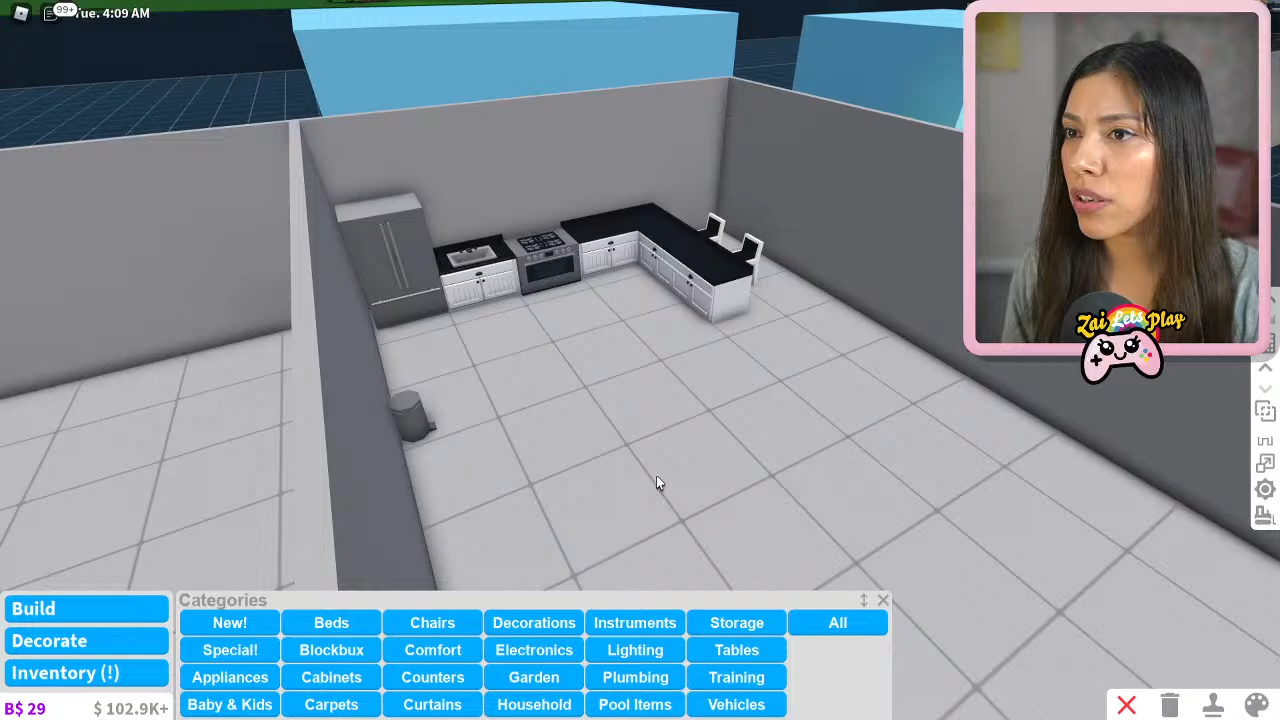 99+
Tue. 4:09 AM
Zai Lets Play
Build
Decorate
Inventory (!)
B$ 29
$ 102.9K+
Categories
New! Beds Chairs Decorations Instruments Storage All
Special! Blockbux Comfort Electronics Lighting Tables
Appliances Cabinets Counters Garden Plumbing Training
Baby & Kids Carpets Curtains Household Pool Items Vehicles